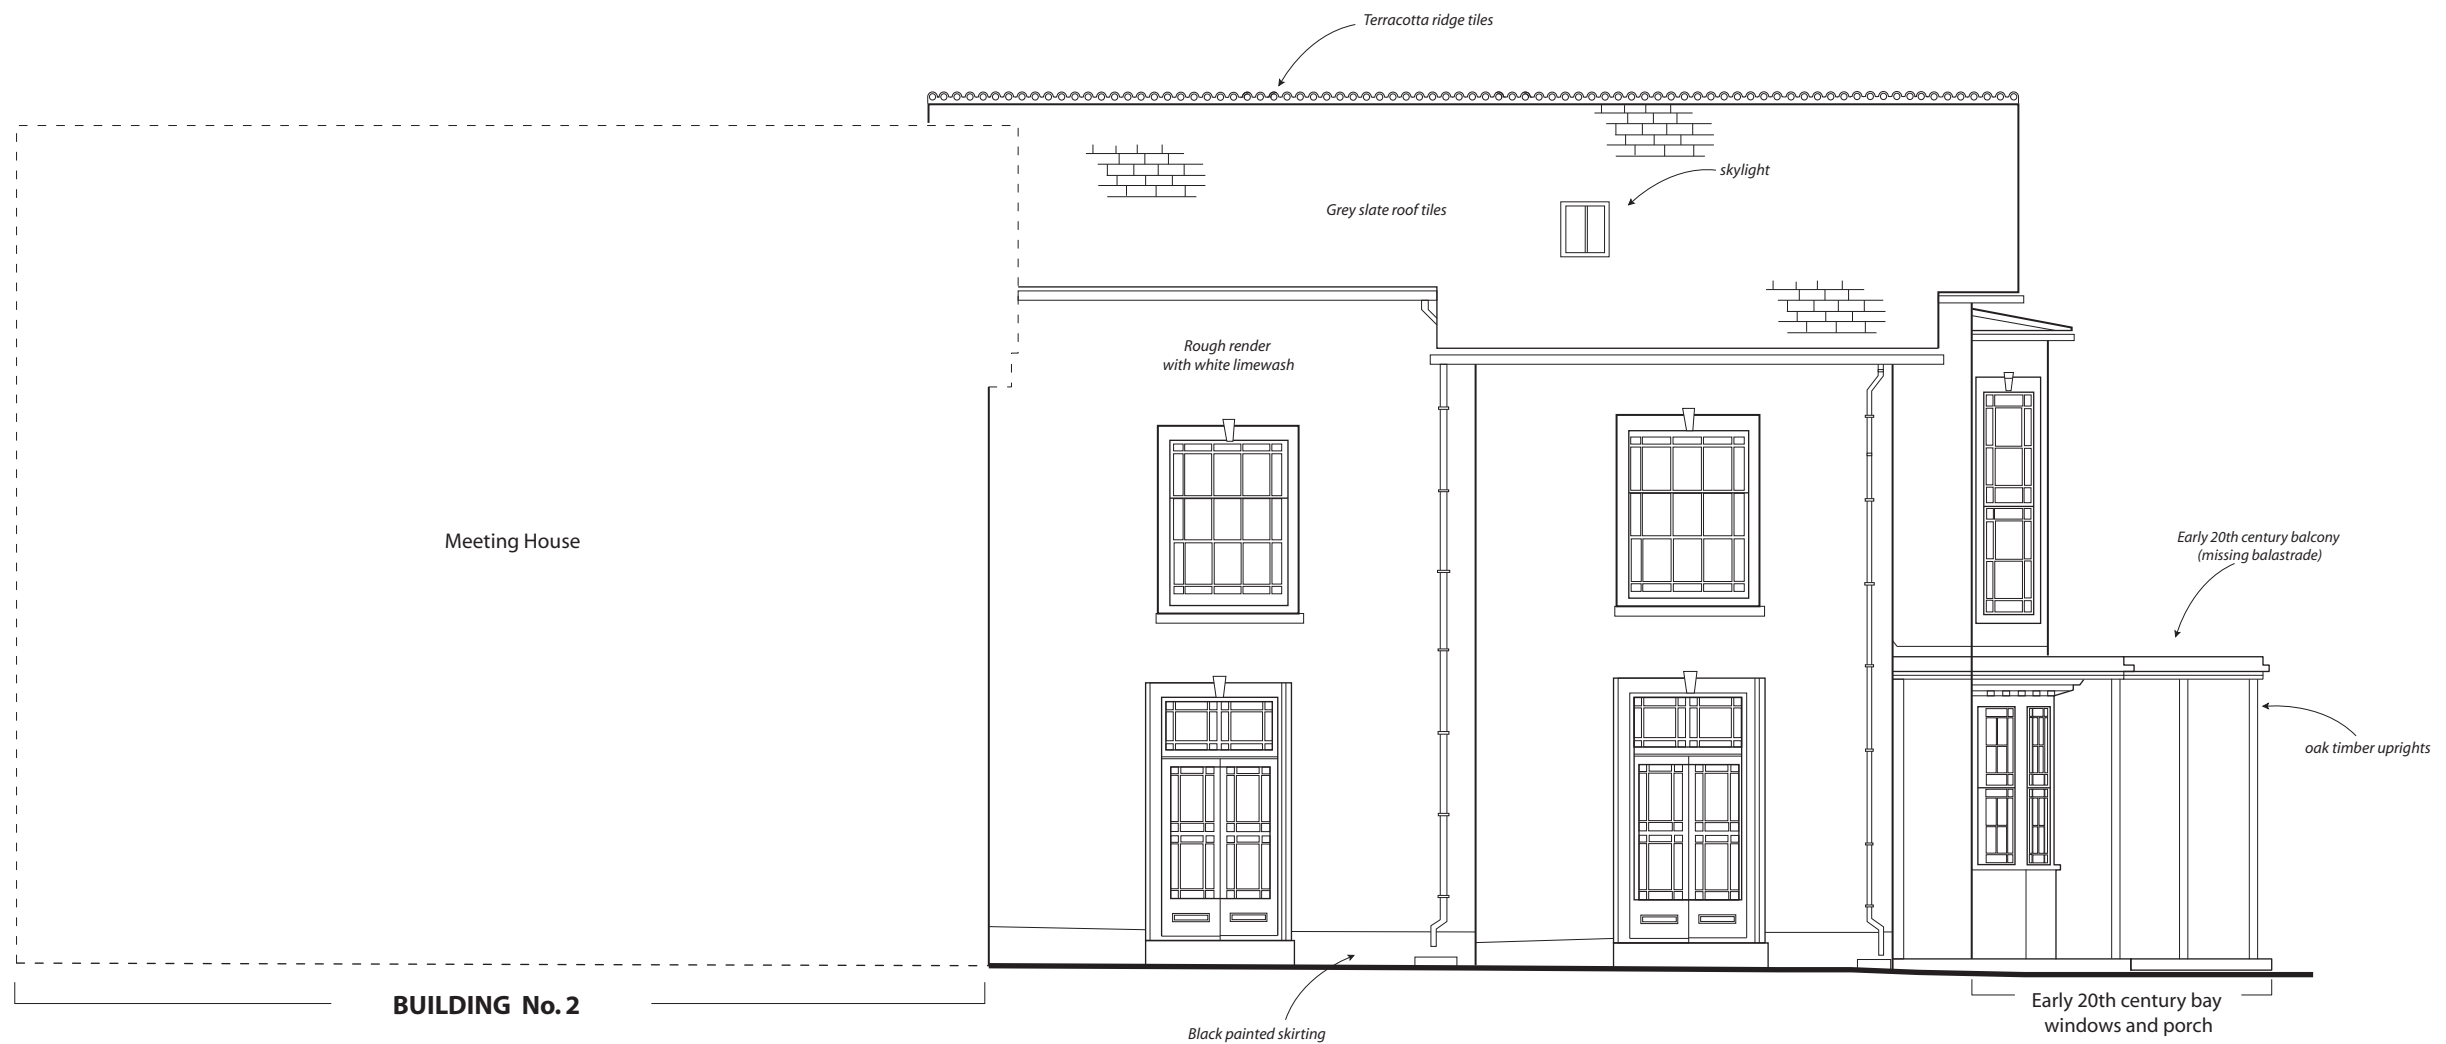 Terracotta ridge tiles
skylight
Grey slate roof tiles
Rough render
with white limewash
Meeting House
Early 20th century balcony
(missing balastrade)
oak timber uprights
BUILDING No. 2
Early 20th century bay
windows and porch
Black painted skirting